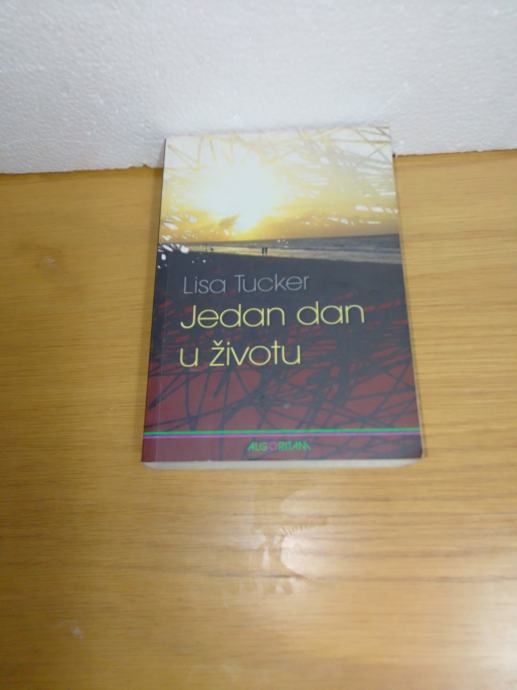 Lisa Tucker
Jedan dan
u životu
ALGORITAM